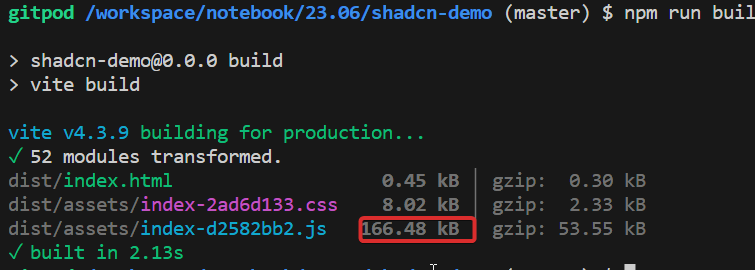 gitpod /workspace/notebook/23.06/shadcn-demo (master) $ npm run buil
> shadcn-demo@0.0.0 build
> vite build
vite v4.3.9 building for production...
✓ 52 modules transformed.
dist/index.html 0.45 kB │ gzip: 0.30 kB
dist/assets/index-2ad6d133.css 8.02 kB │ gzip: 2.33 kB
dist/assets/index-d2582bb2.js 166.48 kB │ gzip: 53.55 kB
✓ built in 2.13s